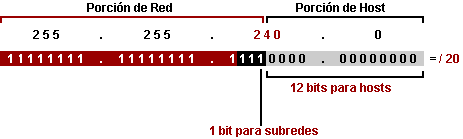 Porción de Red Porción de Host
255 . 255 . 240 . 0
11111111 . 11111111 . 11110000 . 00000000 = / 20
12 bits para hosts
1 bit para subredes